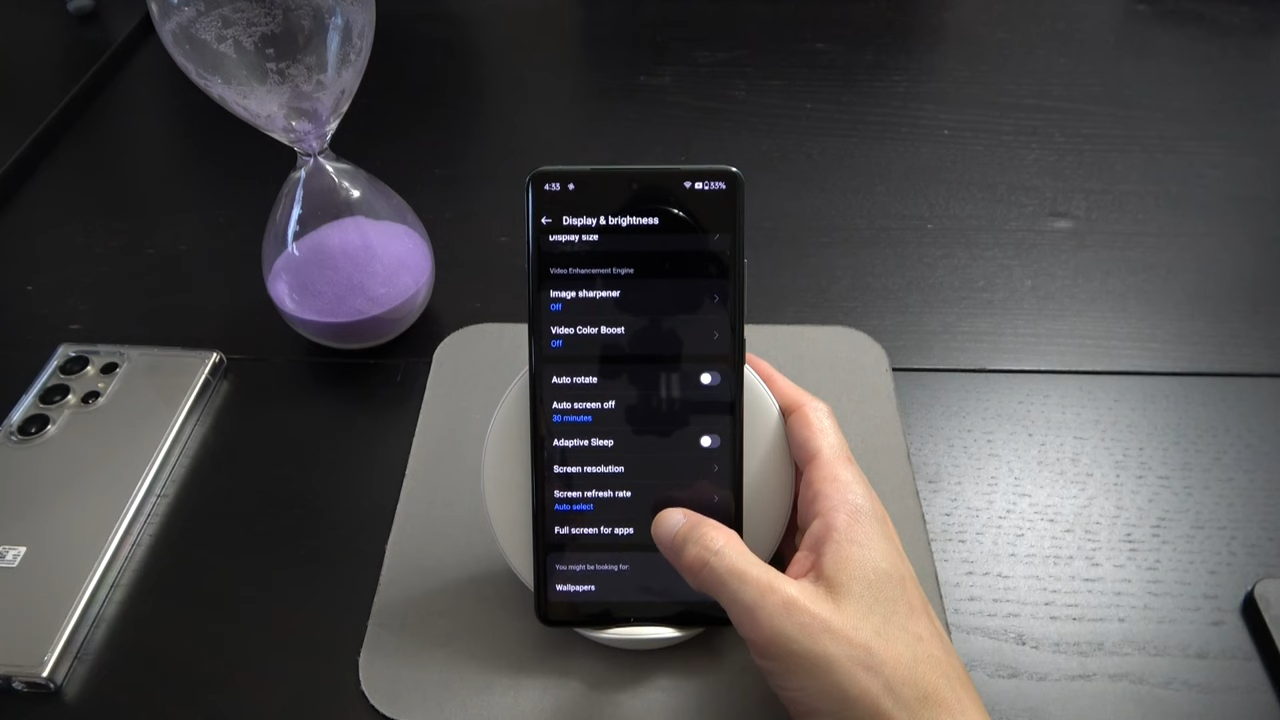 4:33
33%
Display & brightness
Display size
Video Enhancement Engine
Image sharpener
Off
Video Color Boost
Off
Auto rotate
Auto screen off
30 minutes
Adaptive Sleep
Screen resolution
Screen refresh rate
Auto select
Full screen for apps
You might be looking for:
Wallpapers